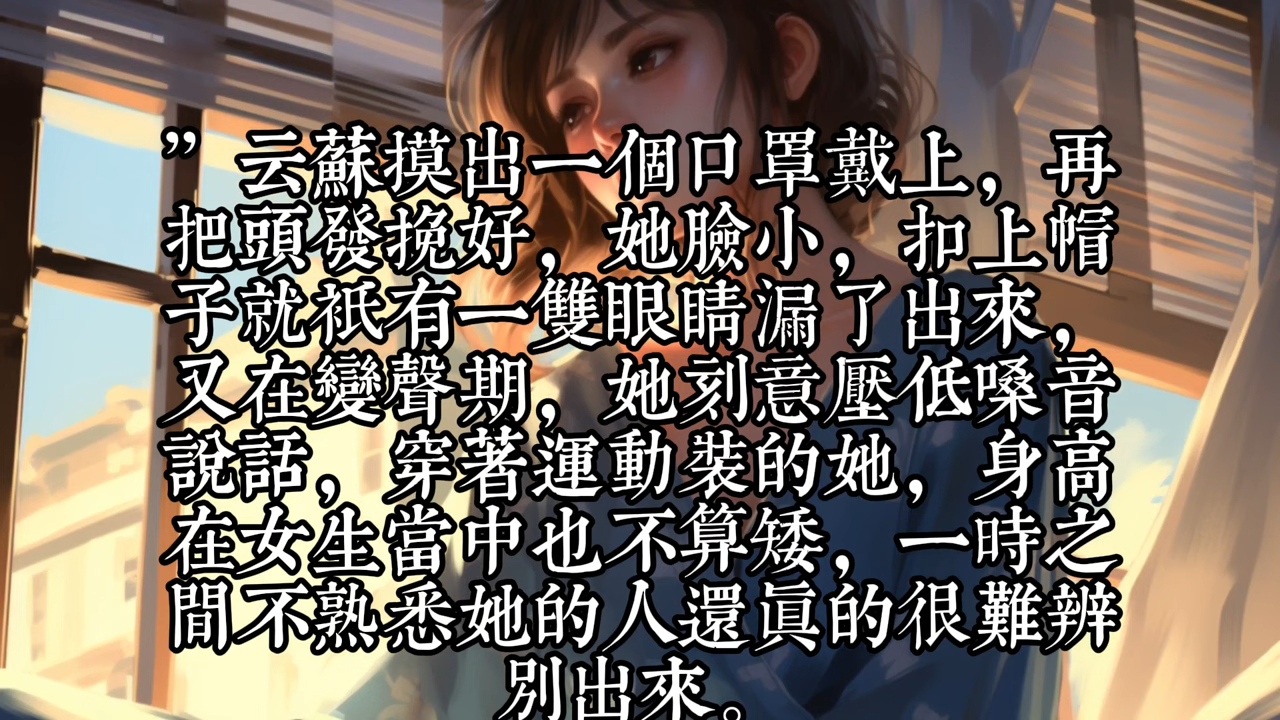 ”云蘇摸出一個口罩戴上，再
把頭發挽好，她臉小，扣上帽
子就祇有一雙眼睛漏了出來，
又在變聲期，她刻意壓低嗓音
說話，穿著運動裝的她，身高
在女生當中也不算矮，一時之
間不熟悉她的人還眞的很難辨
別出來。